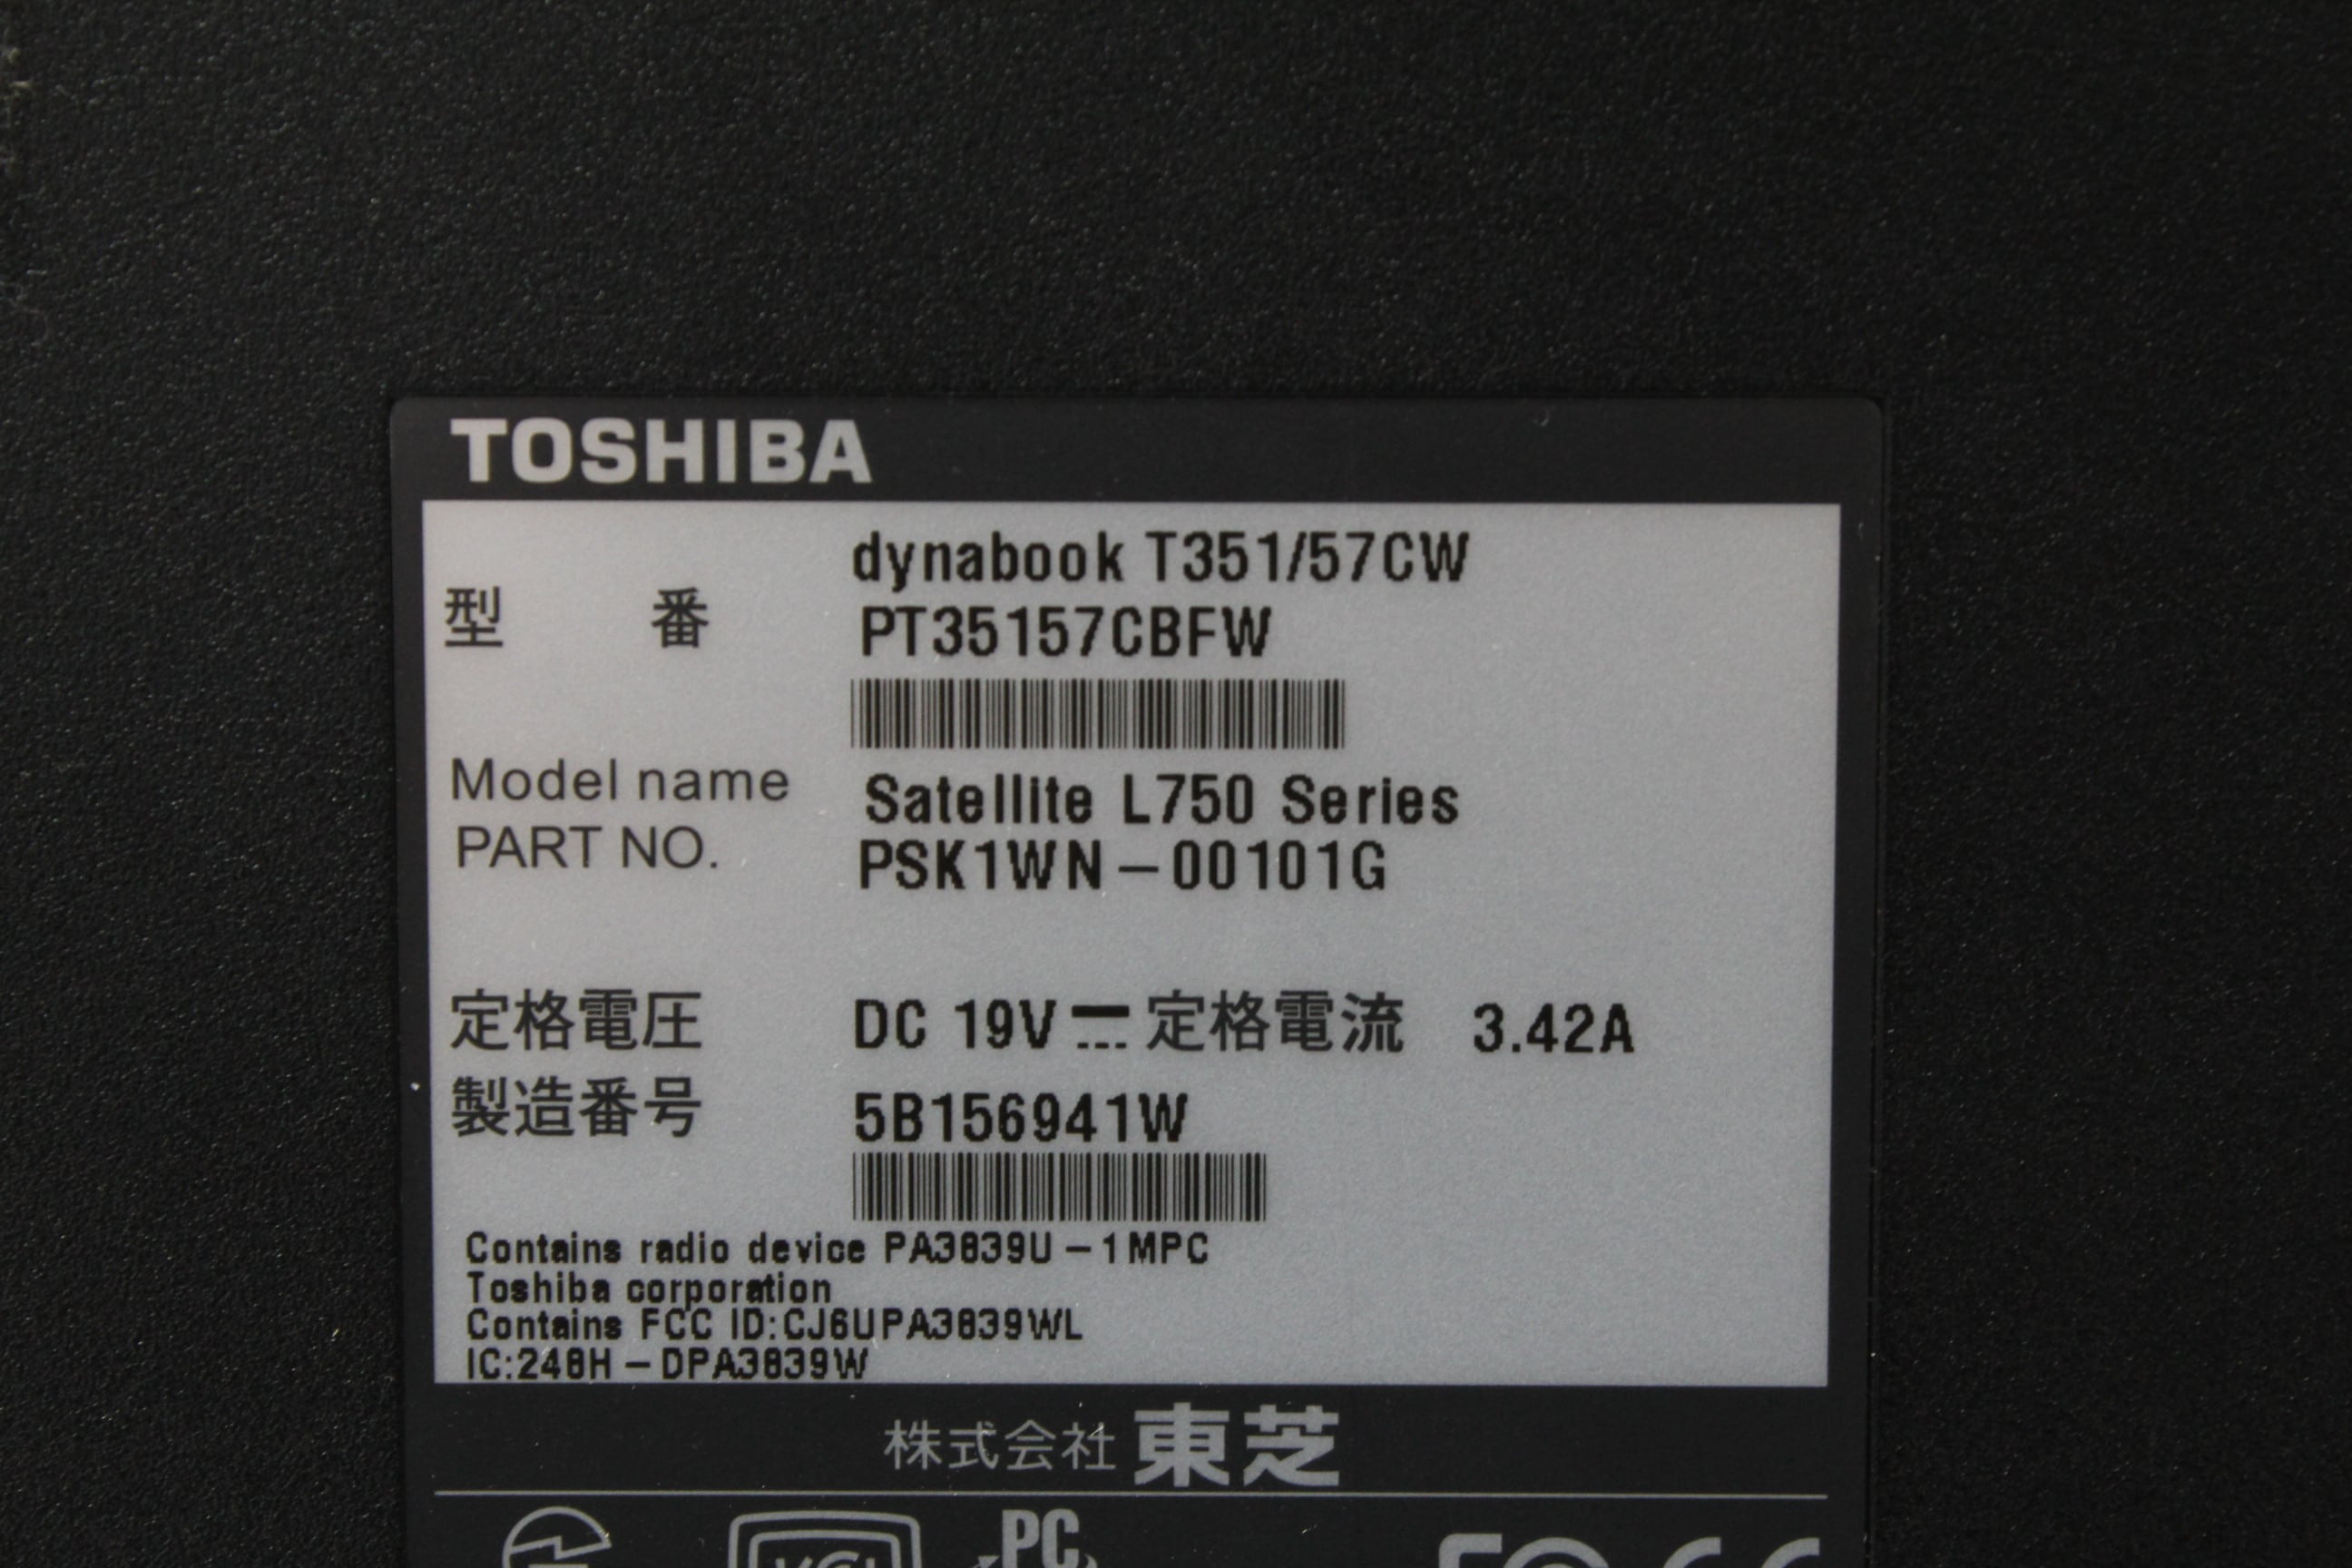 TOSHIBA
型番 dynabook T351/57CW
PT35157CBFW
Model name Satellite L750 Series
PART NO. PSK1WN-00101G
定格電圧 DC 19V 定格電流 3.42A
製造番号 5B156941W
Contains radio device PA3839U-1MPC
Toshiba corporation
Contains FCC ID:CJ6UPA3839WL
IC:248H-DPA3839W
株式会社 東芝
PC